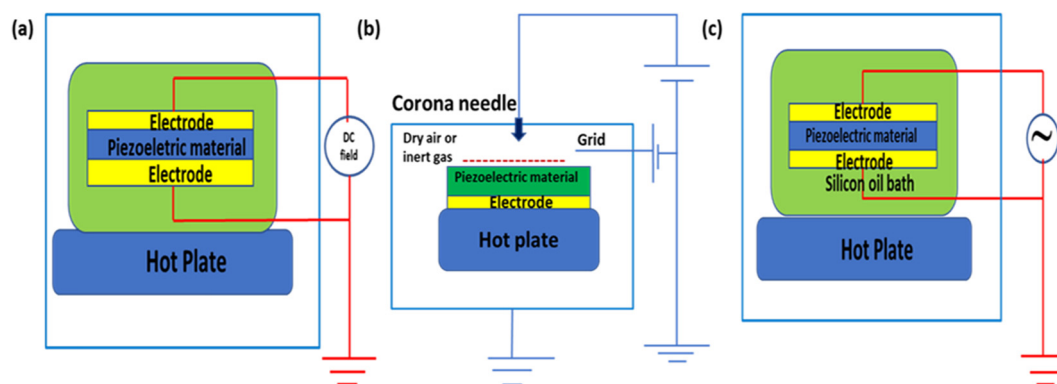 (a)
Electrode
Piezoeletric material
Electrode
DC
field
Hot Plate
(b)
Corona needle
Dry air or
inert gas
Grid
Piezoelectric material
Electrode
Hot plate
(c)
Electrode
Piezoelectric material
Electrode
Silicon oil bath
~
Hot Plate